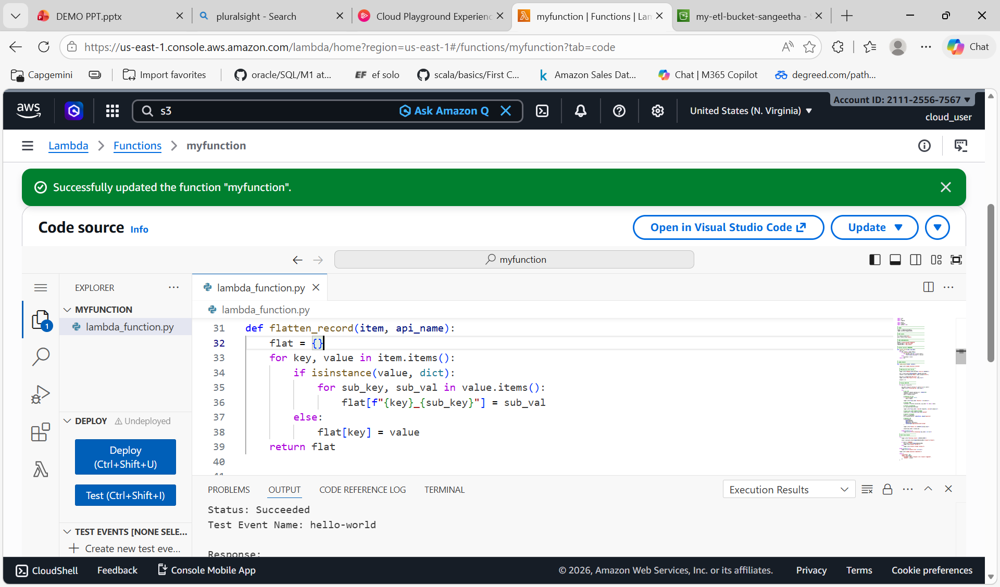 DEMO PPT.pptx
pluralsight - Search
Cloud Playground Experienc
myfunction | Functions | Lam
my-etl-bucket-sangeetha -
https://us-east-1.console.aws.amazon.com/lambda/home?region=us-east-1#/functions/myfunction?tab=code
Chat
Capgemini
Import favorites
oracle/SQL/M1 at...
EF ef solo
scala/basics/First C...
k Amazon Sales Dat...
Chat | M365 Copilot
degreed.com/path...
aws
s3
Ask Amazon Q
United States (N. Virginia)
Account ID: 2111-2556-7567
cloud_user
Lambda > Functions > myfunction
Successfully updated the function "myfunction".
Code source Info
Open in Visual Studio Code
Update
myfunction
EXPLORER
lambda_function.py
MYFUNCTION
lambda_function.py
lambda_function.py
1
31 def flatten_record(item, api_name):
32 flat = {}
33 for key, value in item.items():
34 if isinstance(value, dict):
35 for sub_key, sub_val in value.items():
36 flat[f"{key}_{sub_key}"] = sub_val
37 else:
38 flat[key] = value
39 return flat
40
41
DEPLOY Undeployed
Deploy
(Ctrl+Shift+U)
Test (Ctrl+Shift+I)
TEST EVENTS [NONE SELE...
Create new test eve...
PROBLEMS
OUTPUT
CODE REFERENCE LOG
TERMINAL
Execution Results
Status: Succeeded
Test Event Name: hello-world
Response:
CloudShell
Feedback
Console Mobile App
© 2026, Amazon Web Services, Inc. or its affiliates.
Privacy
Terms
Cookie preferences